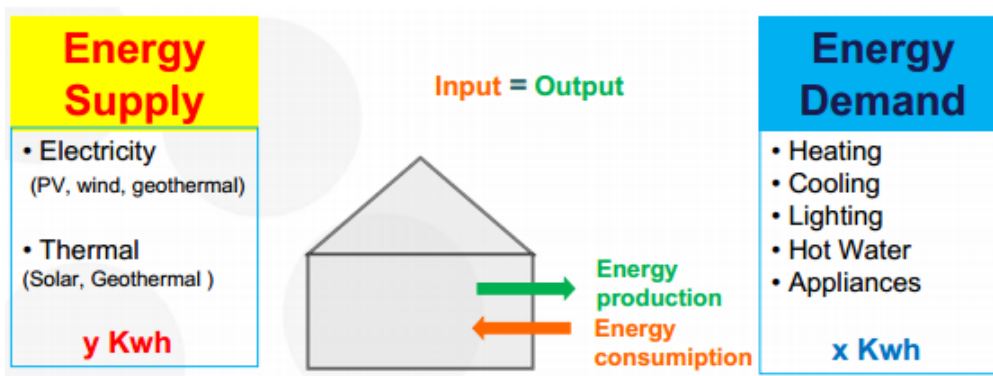 Energy
Supply
• Electricity
(PV, wind, geothermal)
• Thermal
(Solar, Geothermal )
y Kwh
Input = Output
Energy
production
Energy
consumiption
Energy
Demand
• Heating
• Cooling
• Lighting
• Hot Water
• Appliances
x Kwh